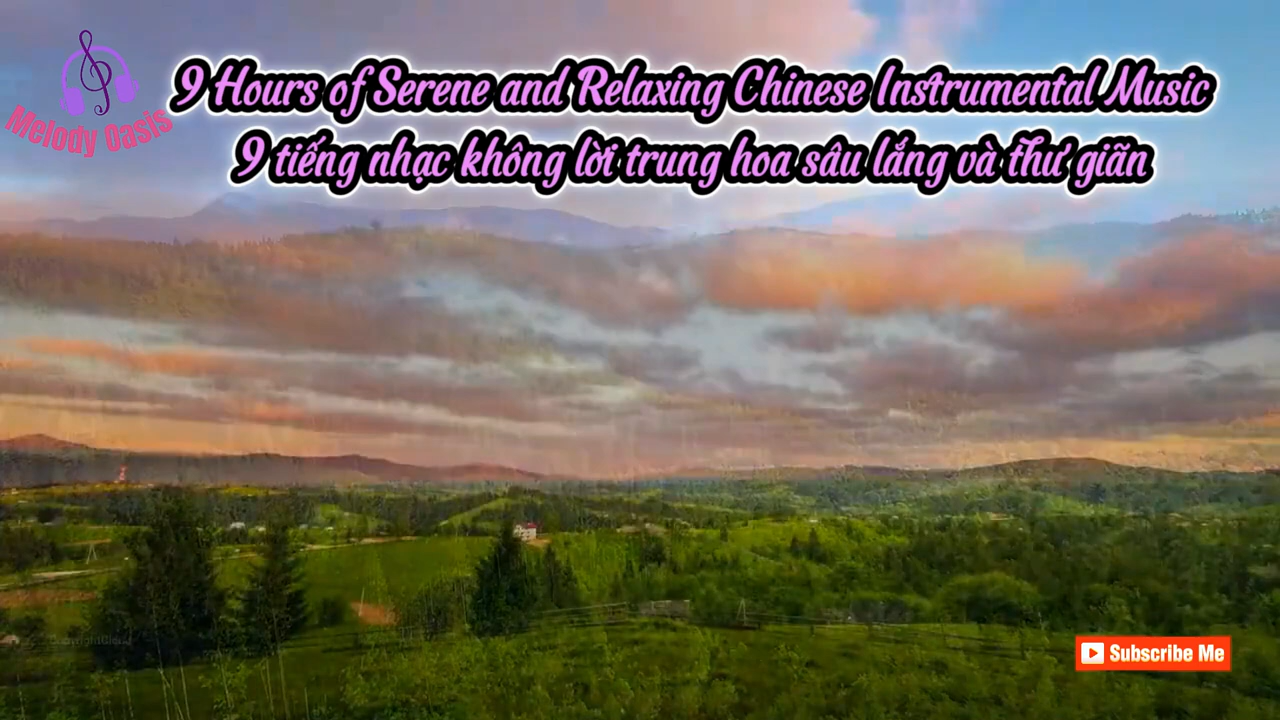 Melody Oasis
9 Hours of Serene and Relaxing Chinese Instrumental Music
9 tiếng nhạc không lời trung hoa sâu lắng và thư giãn
Subscribe Me